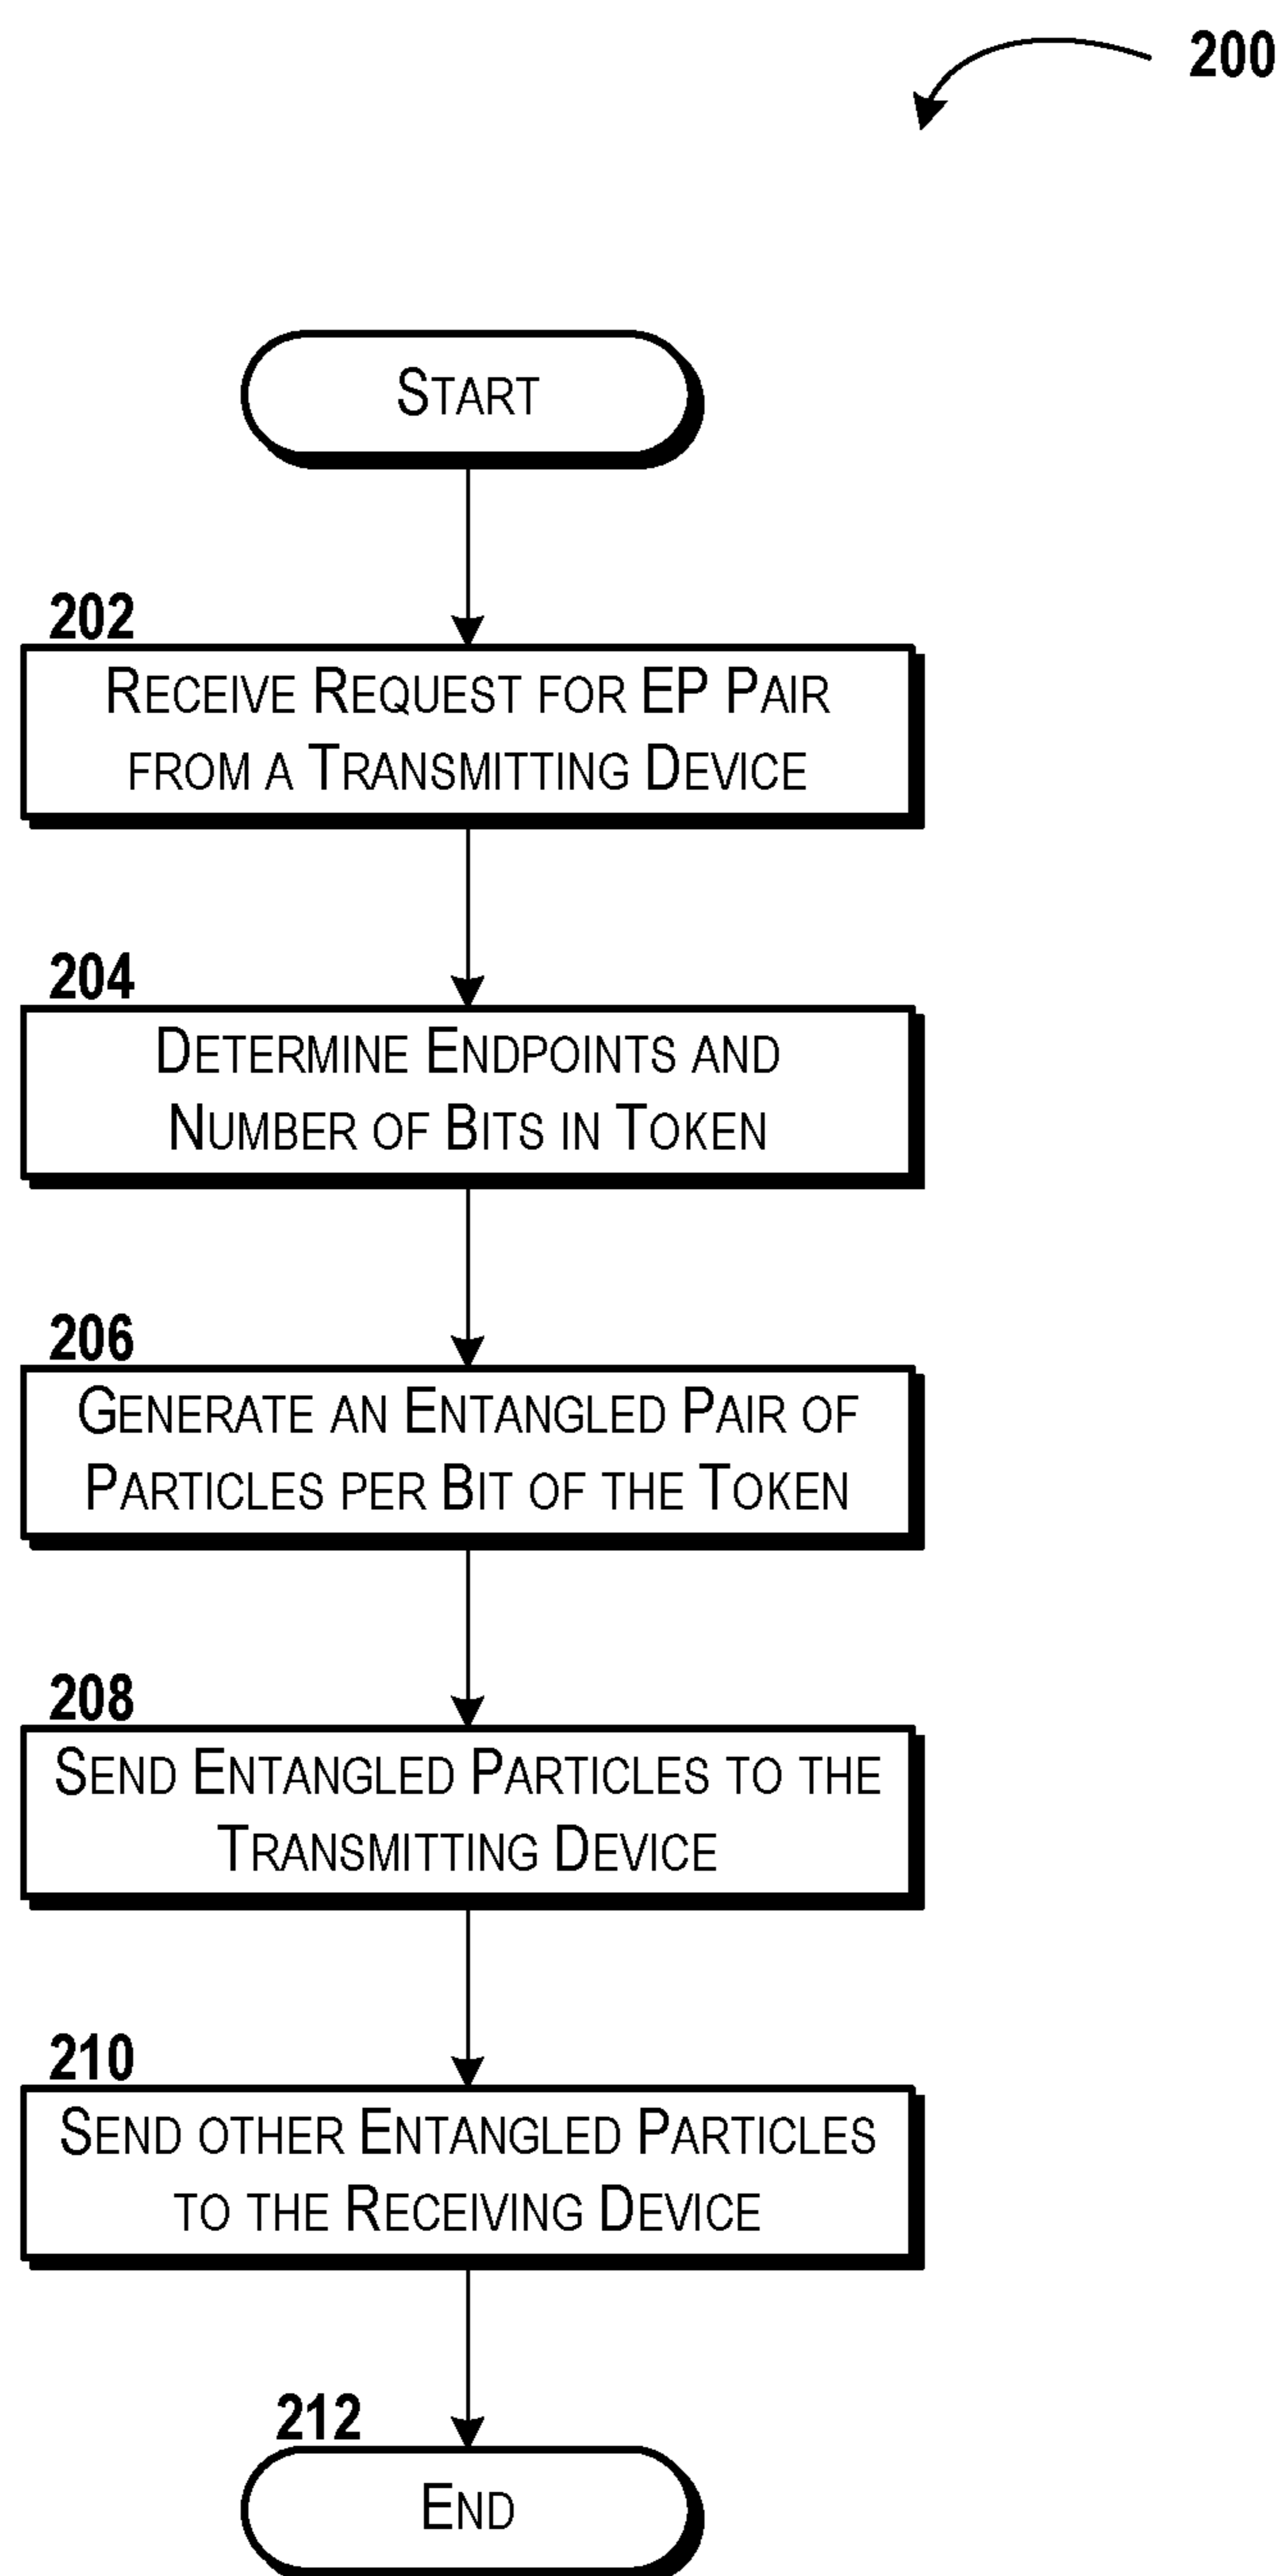 200
START
202
RECEIVE REQUEST FOR EP PAIR
FROM A TRANSMITTING DEVICE
204
DETERMINE ENDPOINTS AND
NUMBER OF BITS IN TOKEN
206
GENERATE AN ENTANGLED PAIR OF
PARTICLES PER BIT OF THE TOKEN
208
SEND ENTANGLED PARTICLES TO THE
TRANSMITTING DEVICE
210
SEND OTHER ENTANGLED PARTICLES
TO THE RECEIVING DEVICE
212
END